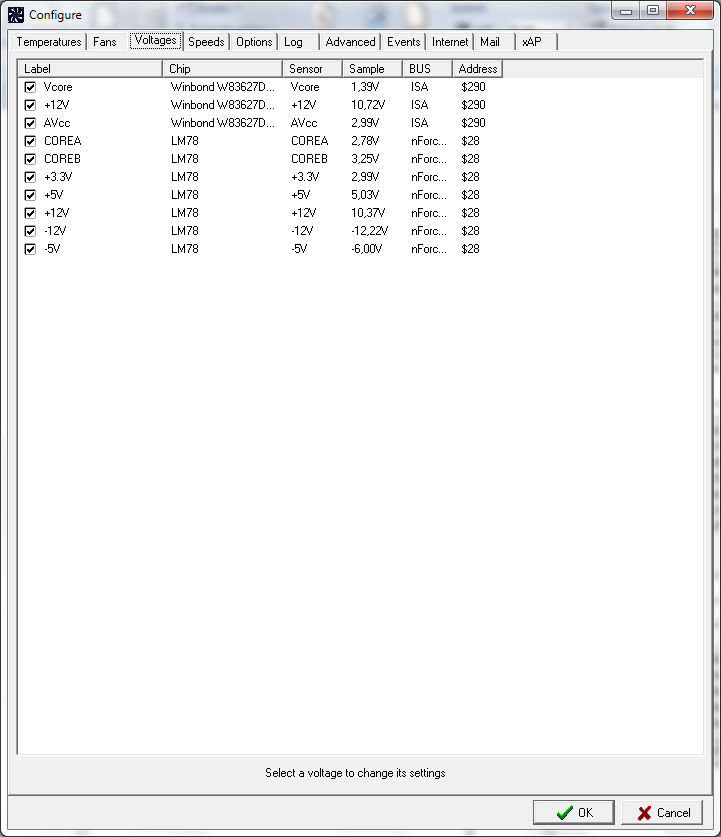 Configure
Temperatures Fans Voltages Speeds Options Log Advanced Events Internet Mail xAP
Label Chip Sensor Sample BUS Address
Vcore Winbond W83627D... Vcore 1,39V ISA $290
+12V Winbond W83627D... +12V 10,72V ISA $290
AVcc Winbond W83627D... AVcc 2,99V ISA $290
COREA LM78 COREA 2,78V nForc... $28
COREB LM78 COREB 3,25V nForc... $28
+3.3V LM78 +3.3V 2,99V nForc... $28
+5V LM78 +5V 5,03V nForc... $28
+12V LM78 +12V 10,37V nForc... $28
-12V LM78 -12V -12,22V nForc... $28
-5V LM78 -5V -6,00V nForc... $28
Select a voltage to change its settings
OK Cancel